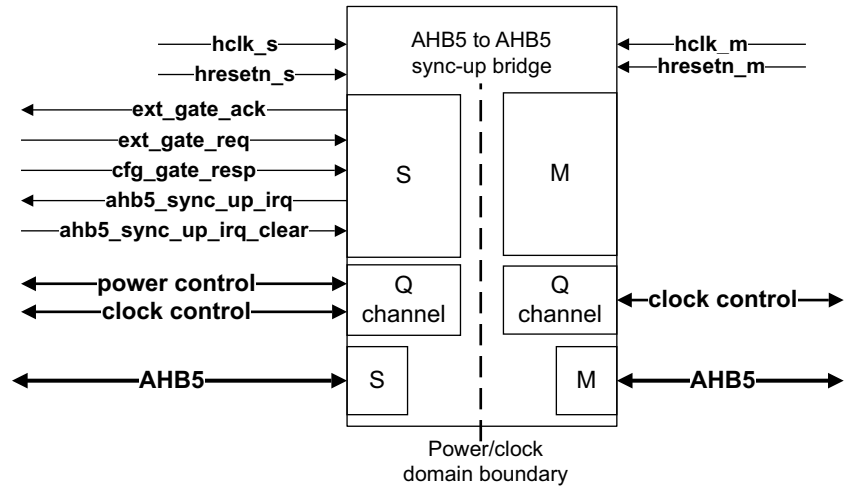 AHB5 to AHB5
sync-up bridge
hclk_s
hresetn_s
hclk_m
hresetn_m
ext_gate_ack
ext_gate_req
cfg_gate_resp
ahb5_sync_up_irq
ahb5_sync_up_irq_clear
S
M
power control
clock control
Q
channel
Q
channel
clock control
AHB5
S
M
AHB5
Power/clock
domain boundary